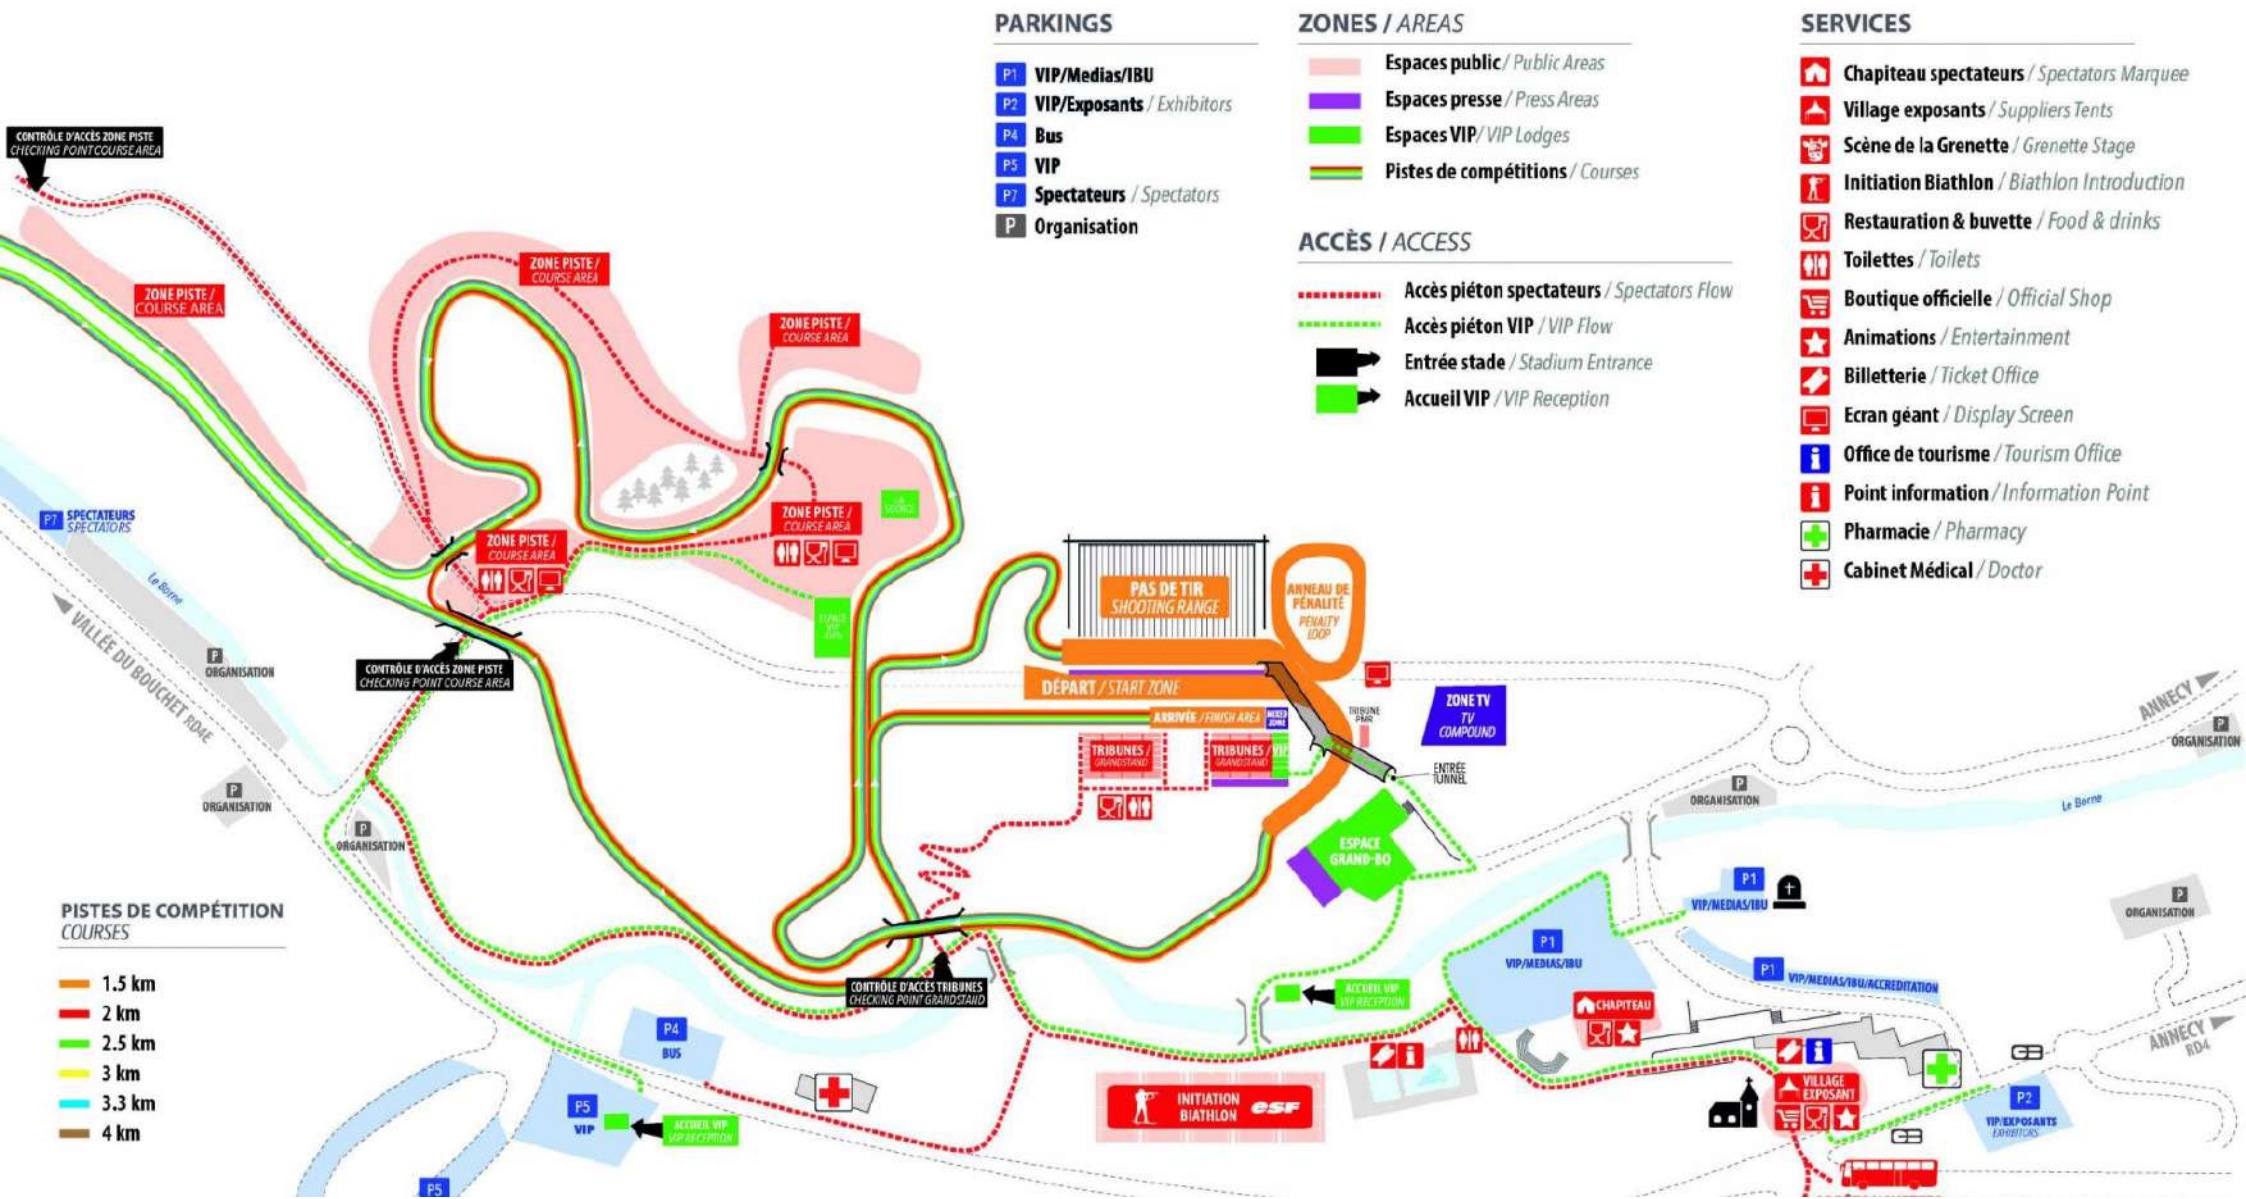 PARKINGS
P1 VIP/Medias/IBU
P2 VIP/Exposants / Exhibitors
P4 Bus
P5 VIP
P7 Spectateurs / Spectators
P Organisation
ZONES / AREAS
Espaces public / Public Areas
Espaces presse / Press Areas
Espaces VIP / VIP Lodges
Pistes de compétitions / Courses
ACCÈS / ACCESS
Accès piéton spectateurs / Spectators Flow
Accès piéton VIP / VIP Flow
Entrée stade / Stadium Entrance
Accueil VIP / VIP Reception
SERVICES
Chapiteau spectateurs / Spectators Marquee
Village exposants / Suppliers Tents
Scène de la Grenette / Grenette Stage
Initiation Biathlon / Biathlon Introduction
Restauration & buvette / Food & drinks
Toilettes / Toilets
Boutique officielle / Official Shop
Animations / Entertainment
Billetterie / Ticket Office
Ecran géant / Display Screen
Office de tourisme / Tourism Office
Point information / Information Point
Pharmacie / Pharmacy
Cabinet Médical / Doctor
CONTRÔLE D'ACCÈS ZONE PISTE
CHECKING POINT COURSE AREA
ZONE PISTE /
COURSE AREA
ZONE PISTE /
COURSE AREA
ZONE PISTE /
COURSE AREA
ZONE PISTE /
COURSE AREA
ZONE PISTE /
COURSE AREA
LA
SOURCE
P7 SPECTATEURS
SPECTATORS
Le Borne
VALLÉE DU BOUCHET RD4E
P
ORGANISATION
P
ORGANISATION
P
ORGANISATION
CONTRÔLE D'ACCÈS ZONE PISTE
CHECKING POINT COURSE AREA
ESPACE
VIP
PAS DE TIR
SHOOTING RANGE
ANNEAU DE
PÉNALITÉ
PENALTY
LOOP
DÉPART / START ZONE
ARRIVÉE / FINISH AREA
MIXED
ZONE
TRIBUNES /
GRANDSTAND
TRIBUNES /
GRANDSTAND
VIP
TRIBUNE
PMR
ZONE TV
TV
COMPOUND
ENTRÉE
TUNNEL
ESPACE
GRAND-BO
ANNECY
P
ORGANISATION
P
ORGANISATION
Le Borne
P1
VIP/MEDIAS/IBU
P
ORGANISATION
P1
VIP/MEDIAS/IBU
P1 VIP/MEDIAS/IBU/ACCREDITATION
ANNECY
RD4
PISTES DE COMPÉTITION
COURSES
1.5 km
2 km
2.5 km
3 km
3.3 km
4 km
CONTRÔLE D'ACCÈS TRIBUNES
CHECKING POINT GRANDSTAND
ACCUEIL VIP
VIP RECEPTION
CHAPITEAU
P4
BUS
P5
VIP
ACCUEIL VIP
VIP RECEPTION
P5
INITIATION
BIATHLON
esf
VILLAGE
EXPOSANT
P2
VIP/EXPOSANTS
EXHIBITORS